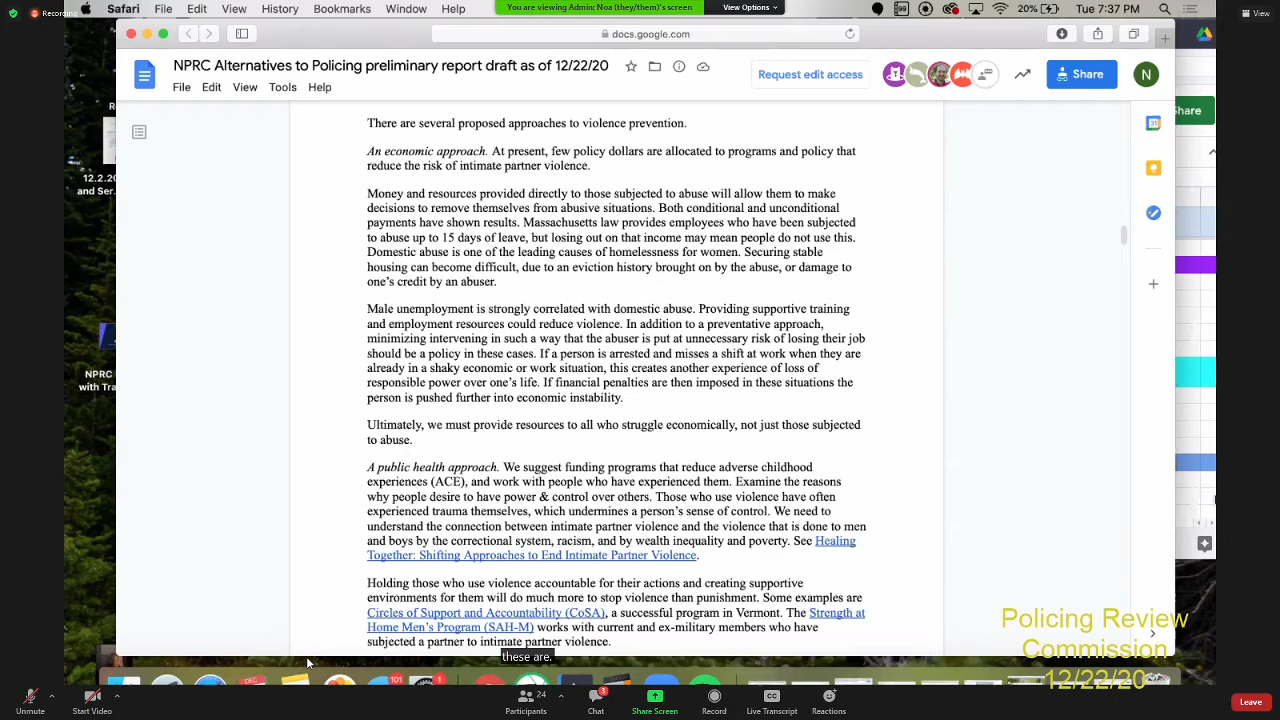 Recording
Safari File Edit View History Bookmarks Window Help
You are viewing Admin: Noa (they/them)'s screen
View Options
20% Tue 5:13 PM
View
docs.google.com
NPRC Alternatives to Policing preliminary report draft as of 12/22/20
Request edit access
Share
N
File Edit View Tools Help
Share
31
There are several proposed approaches to violence prevention.
An economic approach. At present, few policy dollars are allocated to programs and policy that
reduce the risk of intimate partner violence.
12.2.20
and Ser
Money and resources provided directly to those subjected to abuse will allow them to make
decisions to remove themselves from abusive situations. Both conditional and unconditional
payments have shown results. Massachusetts law provides employees who have been subjected
to abuse up to 15 days of leave, but losing out on that income may mean people do not use this.
Domestic abuse is one of the leading causes of homelessness for women. Securing stable
housing can become difficult, due to an eviction history brought on by the abuse, or damage to
one's credit by an abuser.
Male unemployment is strongly correlated with domestic abuse. Providing supportive training
and employment resources could reduce violence. In addition to a preventative approach,
minimizing intervening in such a way that the abuser is put at unnecessary risk of losing their job
should be a policy in these cases. If a person is arrested and misses a shift at work when they are
already in a shaky economic or work situation, this creates another experience of loss of
responsible power over one's life. If financial penalties are then imposed in these situations the
person is pushed further into economic instability.
NPRC
with Tra
Ultimately, we must provide resources to all who struggle economically, not just those subjected
to abuse.
A public health approach. We suggest funding programs that reduce adverse childhood
experiences (ACE), and work with people who have experienced them. Examine the reasons
why people desire to have power & control over others. Those who use violence have often
experienced trauma themselves, which undermines a person's sense of control. We need to
understand the connection between intimate partner violence and the violence that is done to men
and boys by the correctional system, racism, and by wealth inequality and poverty. See Healing
Together: Shifting Approaches to End Intimate Partner Violence.
Holding those who use violence accountable for their actions and creating supportive
environments for them will do much more to stop violence than punishment. Some examples are
Circles of Support and Accountability (CoSA), a successful program in Vermont. The Strength at
Home Men's Program (SAH-M) works with current and ex-military members who have
subjected a partner to intimate partner violence.
these are.
Policing Review
Commission
12/22/20
Unmute Start Video Participants 24 Chat 3 Share Screen Record Live Transcript Reactions Leave